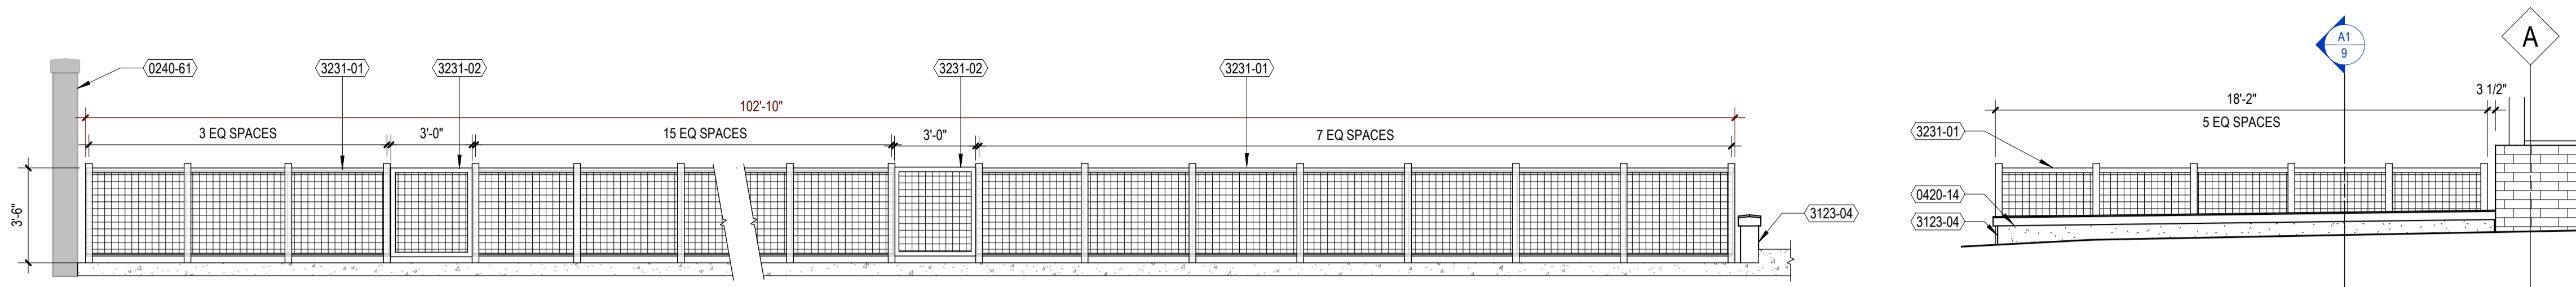 0240-61
3231-01
3231-02
3231-02
3231-01
102'-10"
3 EQ SPACES
3'-0"
15 EQ SPACES
3'-0"
7 EQ SPACES
3'-6"
3123-04
A1
9
A
3 1/2"
18'-2"
5 EQ SPACES
3231-01
0420-14
3123-04